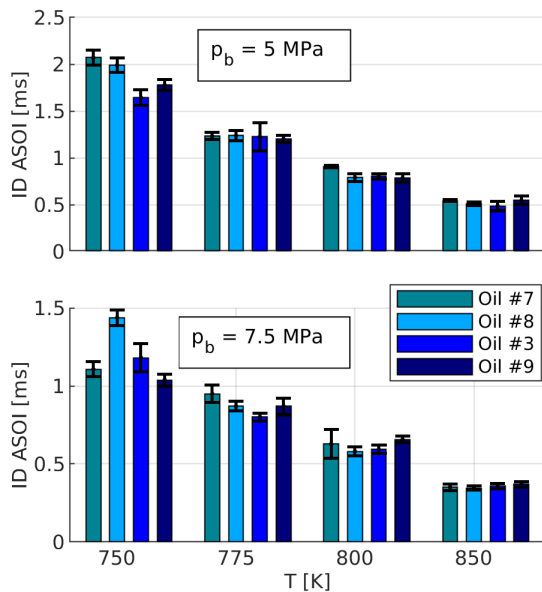 2.5
2
1.5
1
0.5
0
ID ASOI [ms]
p_b = 5 MPa
1.5
1
0.5
0
ID ASOI [ms]
p_b = 7.5 MPa
Oil #7
Oil #8
Oil #3
Oil #9
750 775 800 850
T [K]